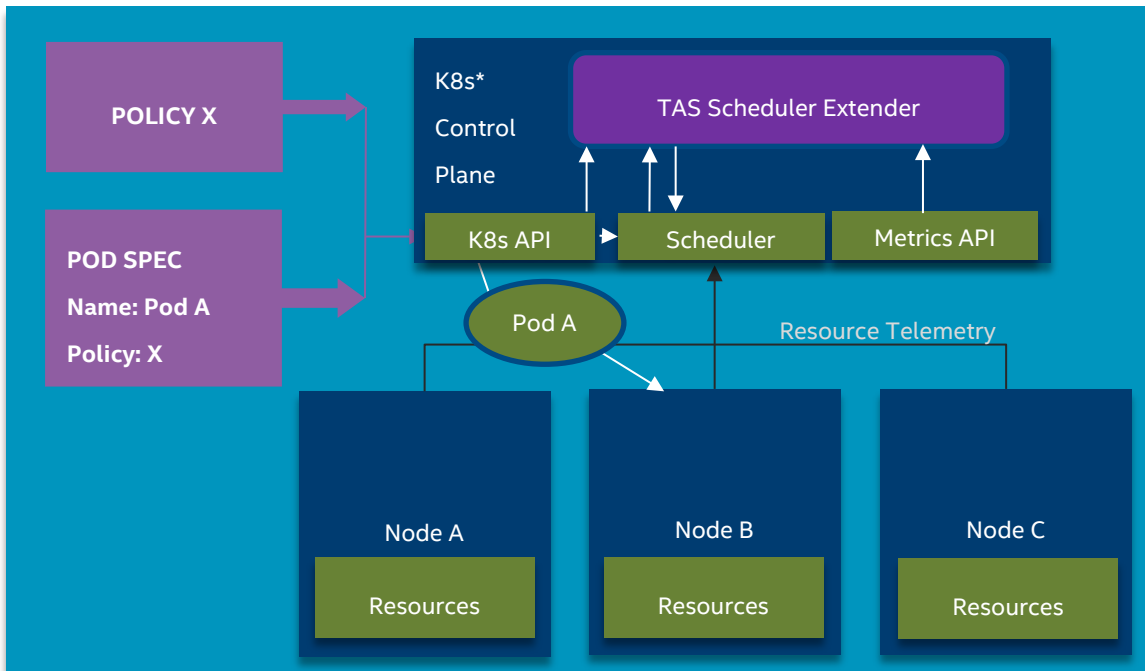 POLICY X
POD SPEC
Name: Pod A
Policy: X
K8s*
Control
Plane
TAS Scheduler Extender
K8s API
Scheduler
Metrics API
Pod A
Resource Telemetry
Node A
Resources
Node B
Resources
Node C
Resources